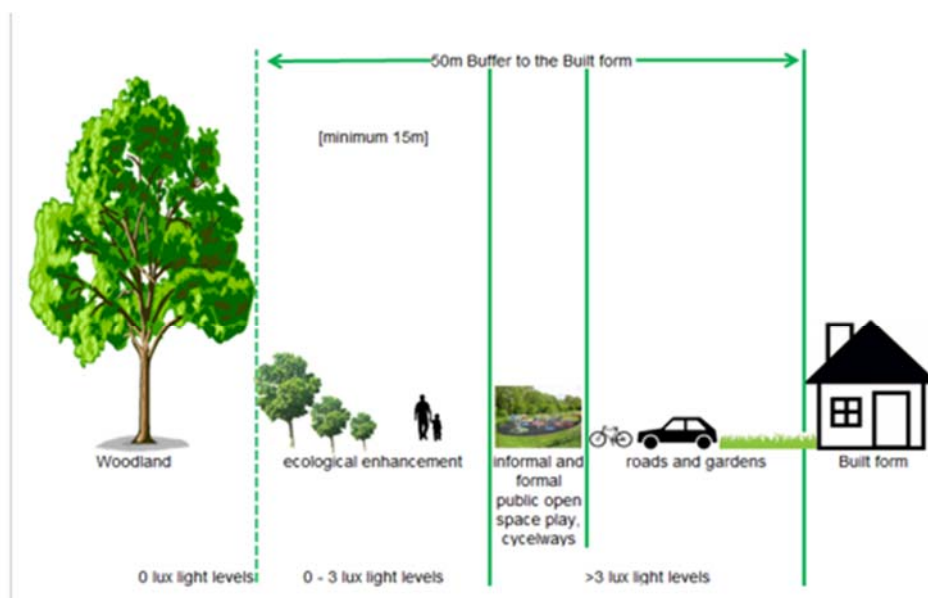 50m Buffer to the Built form
[minimum 15m]
Woodland
ecological enhancement
informal and
formal
public open
space play,
cycelways
roads and gardens
Built form
0 lux light levels
0 - 3 lux light levels
>3 lux light levels